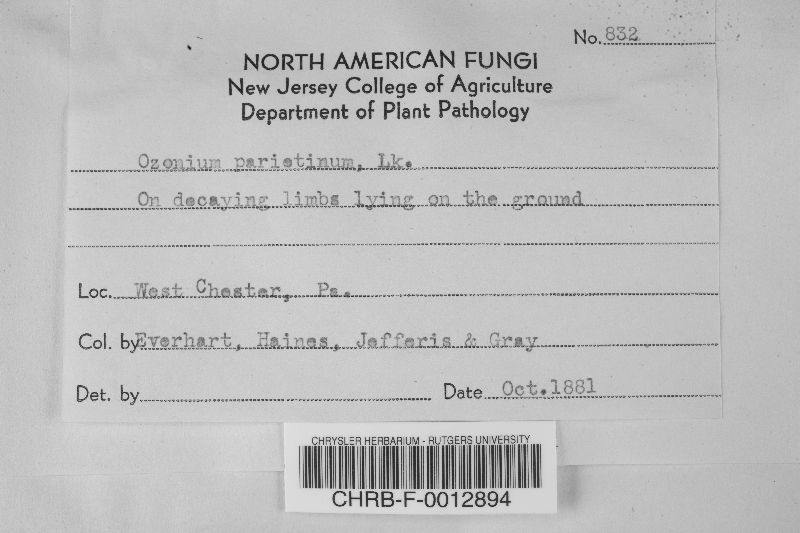 No. 832
NORTH AMERICAN FUNGI
New Jersey College of Agriculture
Department of Plant Pathology
Ozonium parietinum, Lk.
On decaying limbs lying on the ground
Loc. West Chester, Pa.
Col. by Everhart, Haines, Jefferis & Gray
Det. by Date Oct. 1881
CHRYSLER HERBARIUM - RUTGERS UNIVERSITY
CHRB-F-0012894